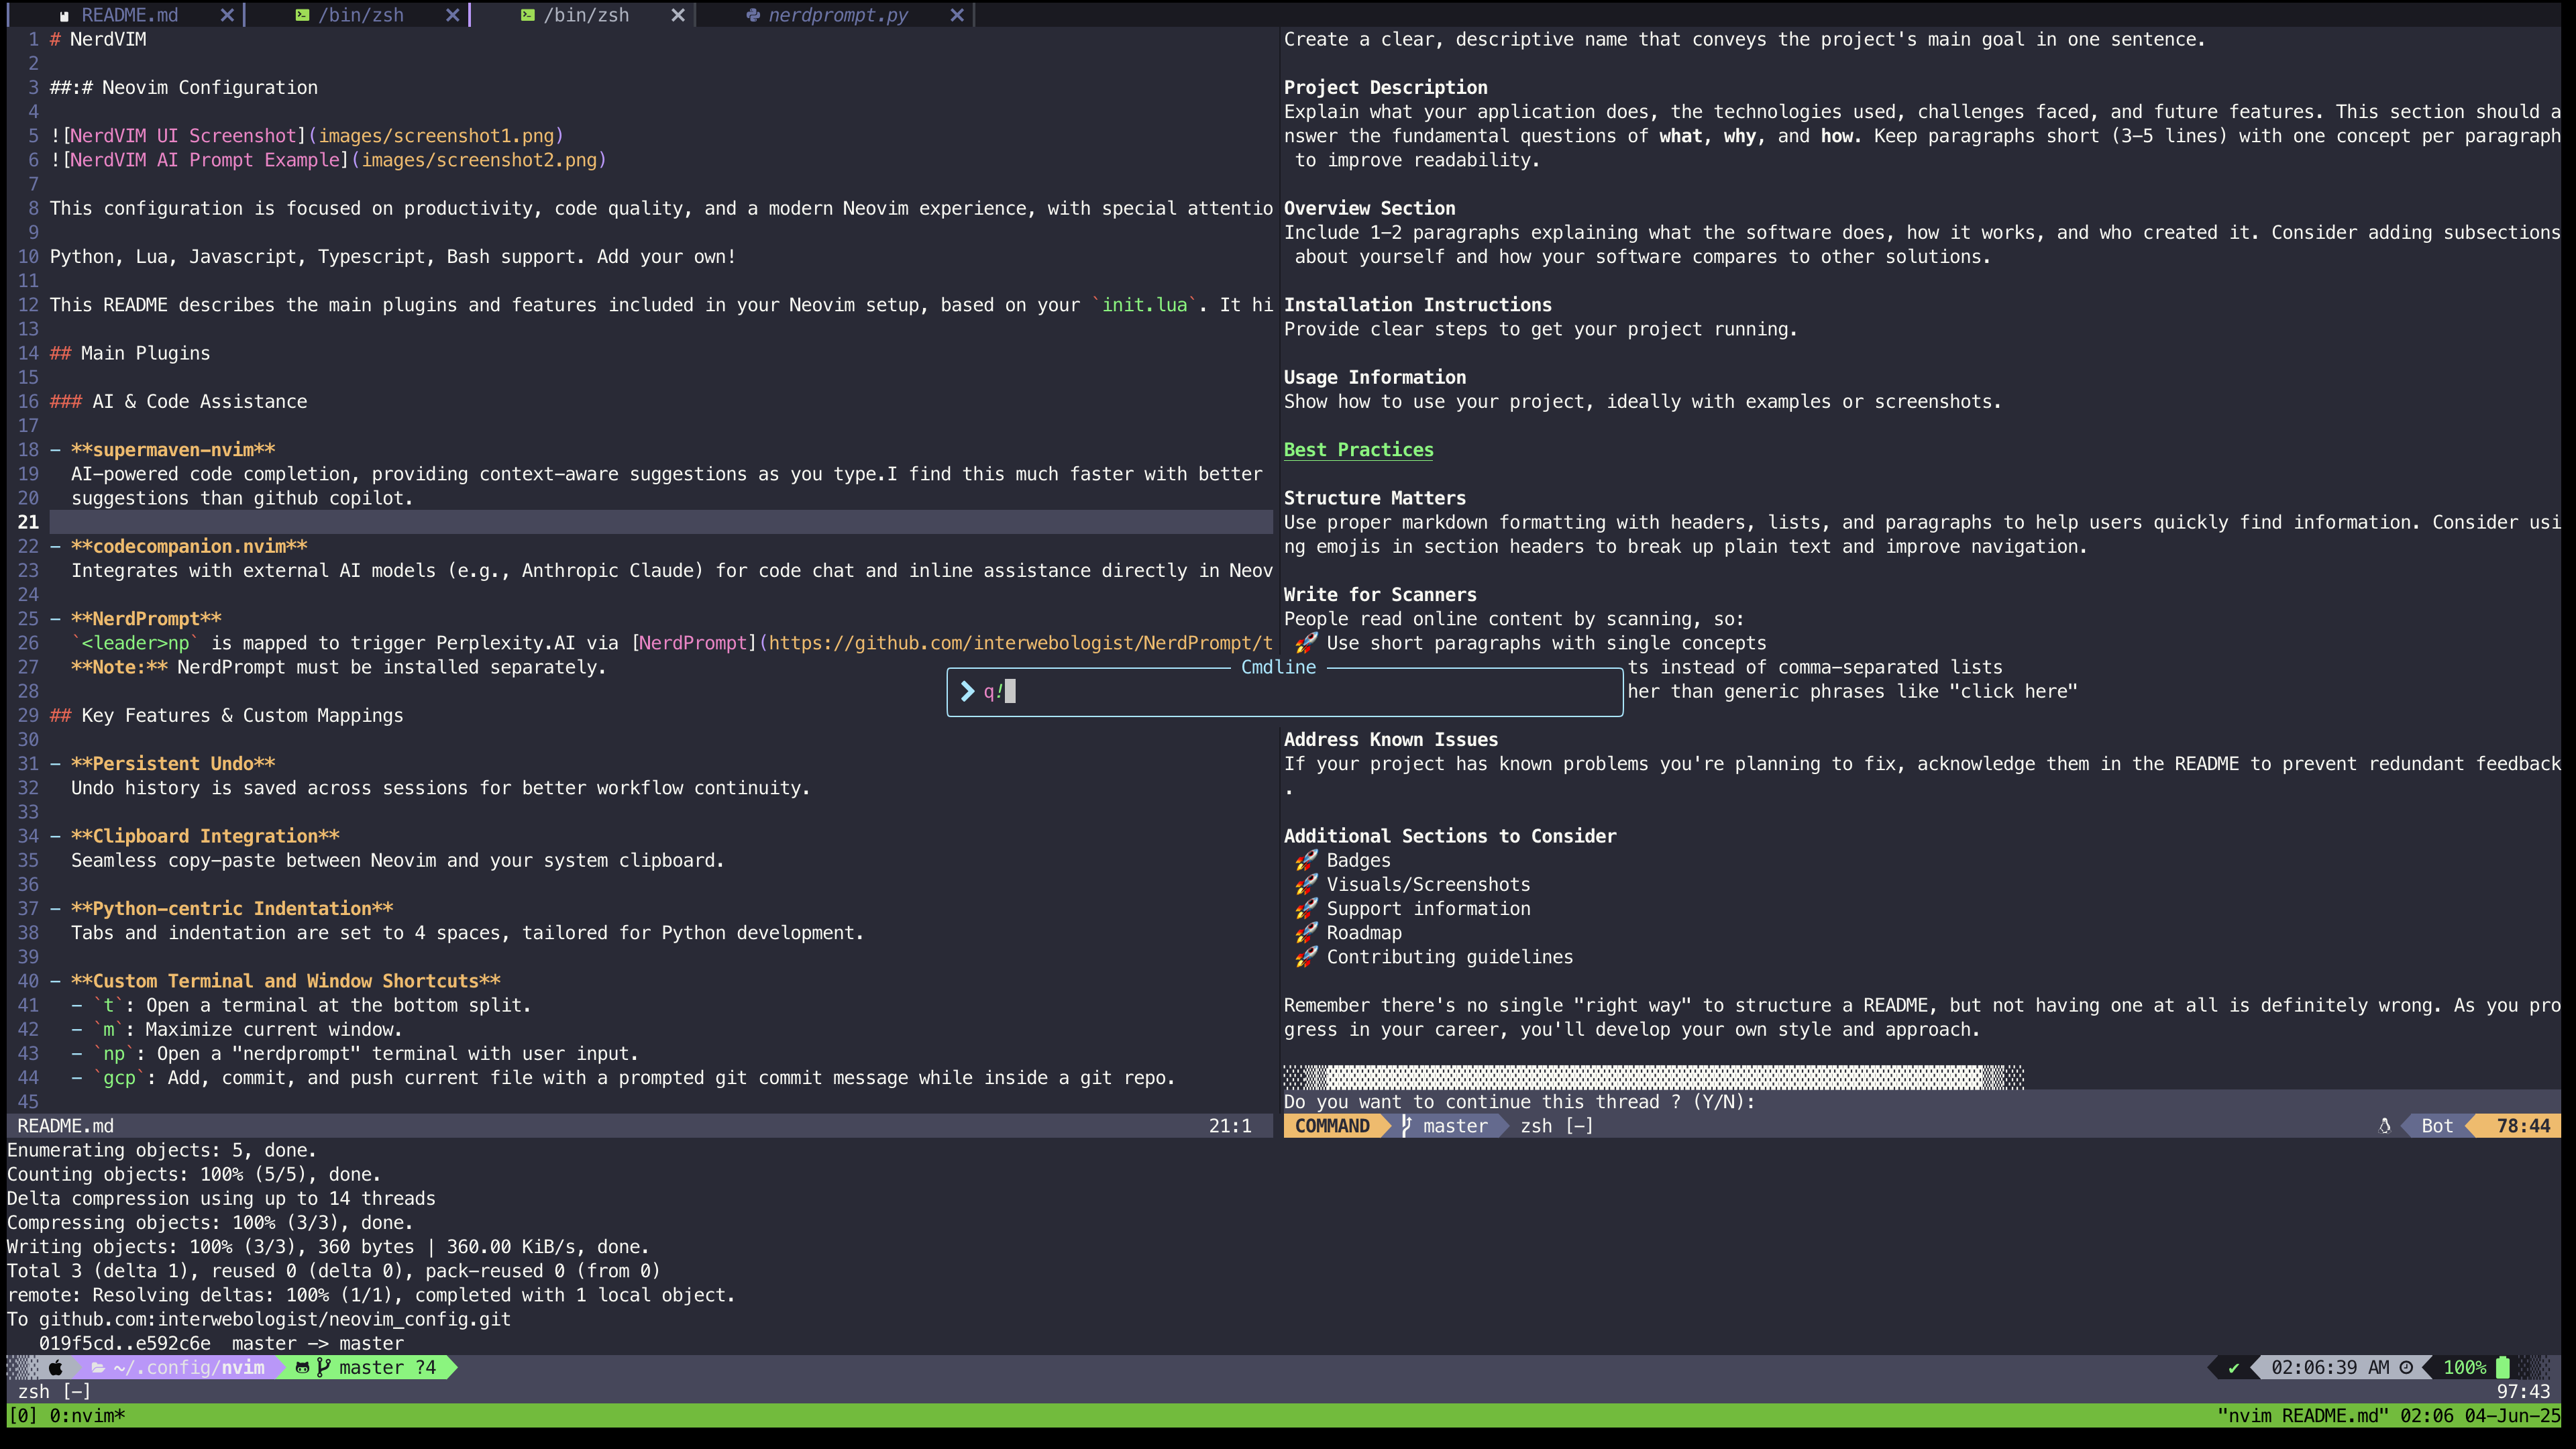 README.md ✕ /bin/zsh ✕ /bin/zsh ✕ nerdprompt.py ✕
1 # NerdVIM
2
3 ##:# Neovim Configuration
4
5 ![NerdVIM UI Screenshot](images/screenshot1.png)
6 ![NerdVIM AI Prompt Example](images/screenshot2.png)
7
8 This configuration is focused on productivity, code quality, and a modern Neovim experience, with special attentio
9
10 Python, Lua, Javascript, Typescript, Bash support. Add your own!
11
12 This README describes the main plugins and features included in your Neovim setup, based on your `init.lua`. It hi
13
14 ## Main Plugins
15
16 ### AI & Code Assistance
17
18 - **supermaven-nvim**
19 AI-powered code completion, providing context-aware suggestions as you type.I find this much faster with better
20 suggestions than github copilot.
21
22 - **codecompanion.nvim**
23 Integrates with external AI models (e.g., Anthropic Claude) for code chat and inline assistance directly in Neov
24
25 - **NerdPrompt**
26 `<leader>np` is mapped to trigger Perplexity.AI via [NerdPrompt](https://github.com/interwebologist/NerdPrompt/t
27 **Note:** NerdPrompt must be installed separately.
28
29 ## Key Features & Custom Mappings
30
31 - **Persistent Undo**
32 Undo history is saved across sessions for better workflow continuity.
33
34 - **Clipboard Integration**
35 Seamless copy-paste between Neovim and your system clipboard.
36
37 - **Python-centric Indentation**
38 Tabs and indentation are set to 4 spaces, tailored for Python development.
39
40 - **Custom Terminal and Window Shortcuts**
41 - `t`: Open a terminal at the bottom split.
42 - `m`: Maximize current window.
43 - `np`: Open a "nerdprompt" terminal with user input.
44 - `gcp`: Add, commit, and push current file with a prompted git commit message while inside a git repo.
45
README.md 21:1
Create a clear, descriptive name that conveys the project's main goal in one sentence.
Project Description
Explain what your application does, the technologies used, challenges faced, and future features. This section should a
nswer the fundamental questions of what, why, and how. Keep paragraphs short (3-5 lines) with one concept per paragraph
to improve readability.
Overview Section
Include 1-2 paragraphs explaining what the software does, how it works, and who created it. Consider adding subsections
about yourself and how your software compares to other solutions.
Installation Instructions
Provide clear steps to get your project running.
Usage Information
Show how to use your project, ideally with examples or screenshots.
Best Practices
Structure Matters
Use proper markdown formatting with headers, lists, and paragraphs to help users quickly find information. Consider usi
ng emojis in section headers to break up plain text and improve navigation.
Write for Scanners
People read online content by scanning, so:
🚀 Use short paragraphs with single concepts
ts instead of comma-separated lists
her than generic phrases like "click here"
Cmdline
q!
Address Known Issues
If your project has known problems you're planning to fix, acknowledge them in the README to prevent redundant feedback
.
Additional Sections to Consider
🚀 Badges
🚀 Visuals/Screenshots
🚀 Support information
🚀 Roadmap
🚀 Contributing guidelines
Remember there's no single "right way" to structure a README, but not having one at all is definitely wrong. As you pro
gress in your career, you'll develop your own style and approach.
Do you want to continue this thread ? (Y/N):
COMMAND master zsh [-] Bot 78:44
Enumerating objects: 5, done.
Counting objects: 100% (5/5), done.
Delta compression using up to 14 threads
Compressing objects: 100% (3/3), done.
Writing objects: 100% (3/3), 360 bytes | 360.00 KiB/s, done.
Total 3 (delta 1), reused 0 (delta 0), pack-reused 0 (from 0)
remote: Resolving deltas: 100% (1/1), completed with 1 local object.
To github.com:interwebologist/neovim_config.git
019f5cd..e592c6e master -> master
~/.config/nvim master ?4 ✔ 02:06:39 AM 100%
zsh [-] 97:43
[0] 0:nvim* "nvim README.md" 02:06 04-Jun-25